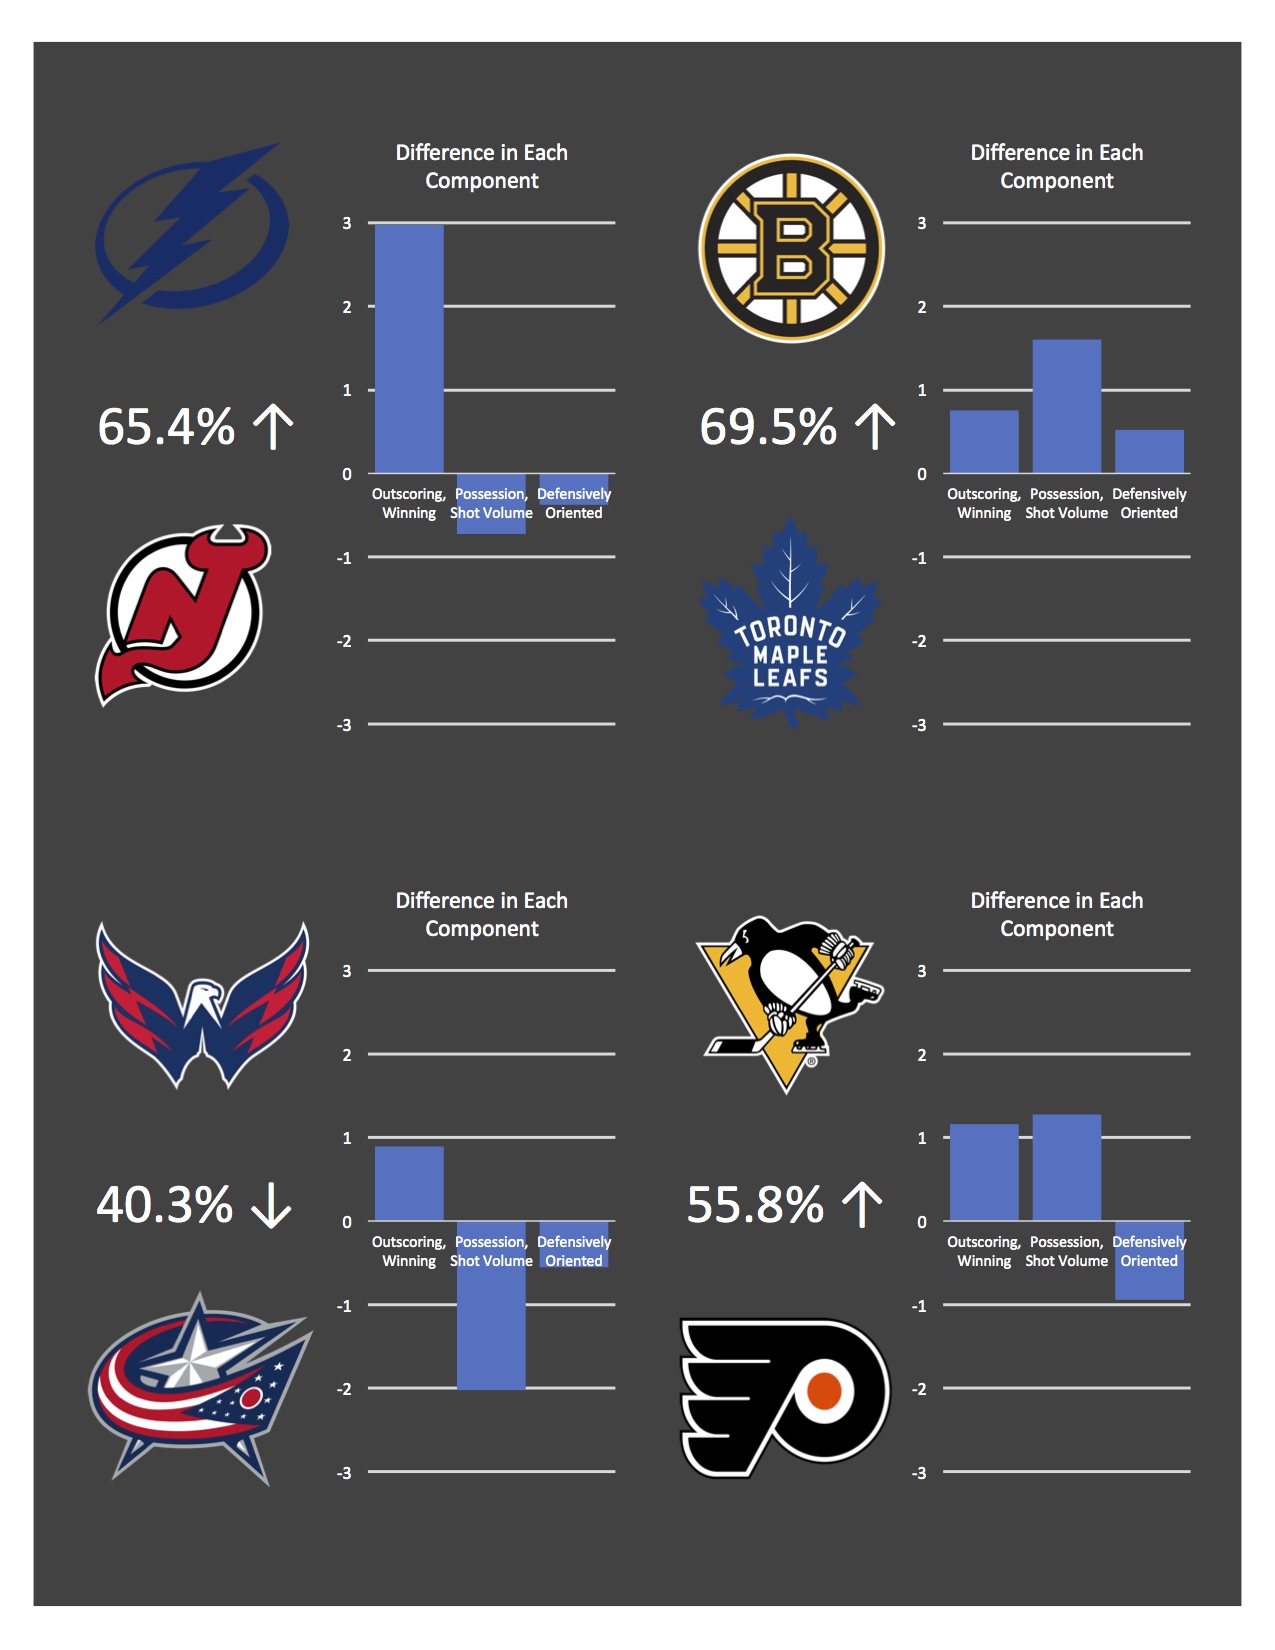 Difference in Each
Component
3
2
1
0
-1
-2
-3
Outscoring, Possession, Defensively
Winning Shot Volume Oriented
65.4% ↑
Difference in Each
Component
3
2
1
0
-1
-2
-3
Outscoring, Possession, Defensively
Winning Shot Volume Oriented
B
69.5% ↑
TORONTO
MAPLE
LEAFS
Difference in Each
Component
3
2
1
0
-1
-2
-3
Outscoring, Possession, Defensively
Winning Shot Volume Oriented
40.3% ↓
Difference in Each
Component
3
2
1
0
-1
-2
-3
Outscoring, Possession, Defensively
Winning Shot Volume Oriented
®
55.8% ↑